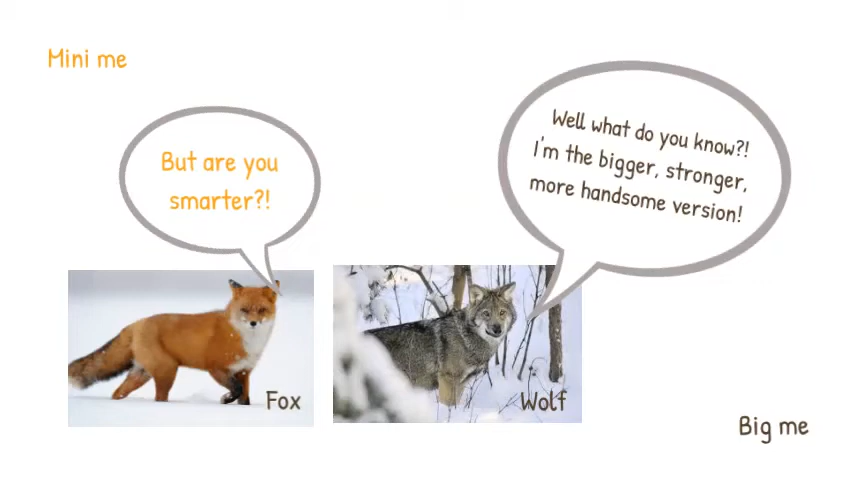 Mini me
But are you
smarter?!
Well what do you know?!
I'm the bigger, stronger,
more handsome version!
Fox
Wolf
Big me